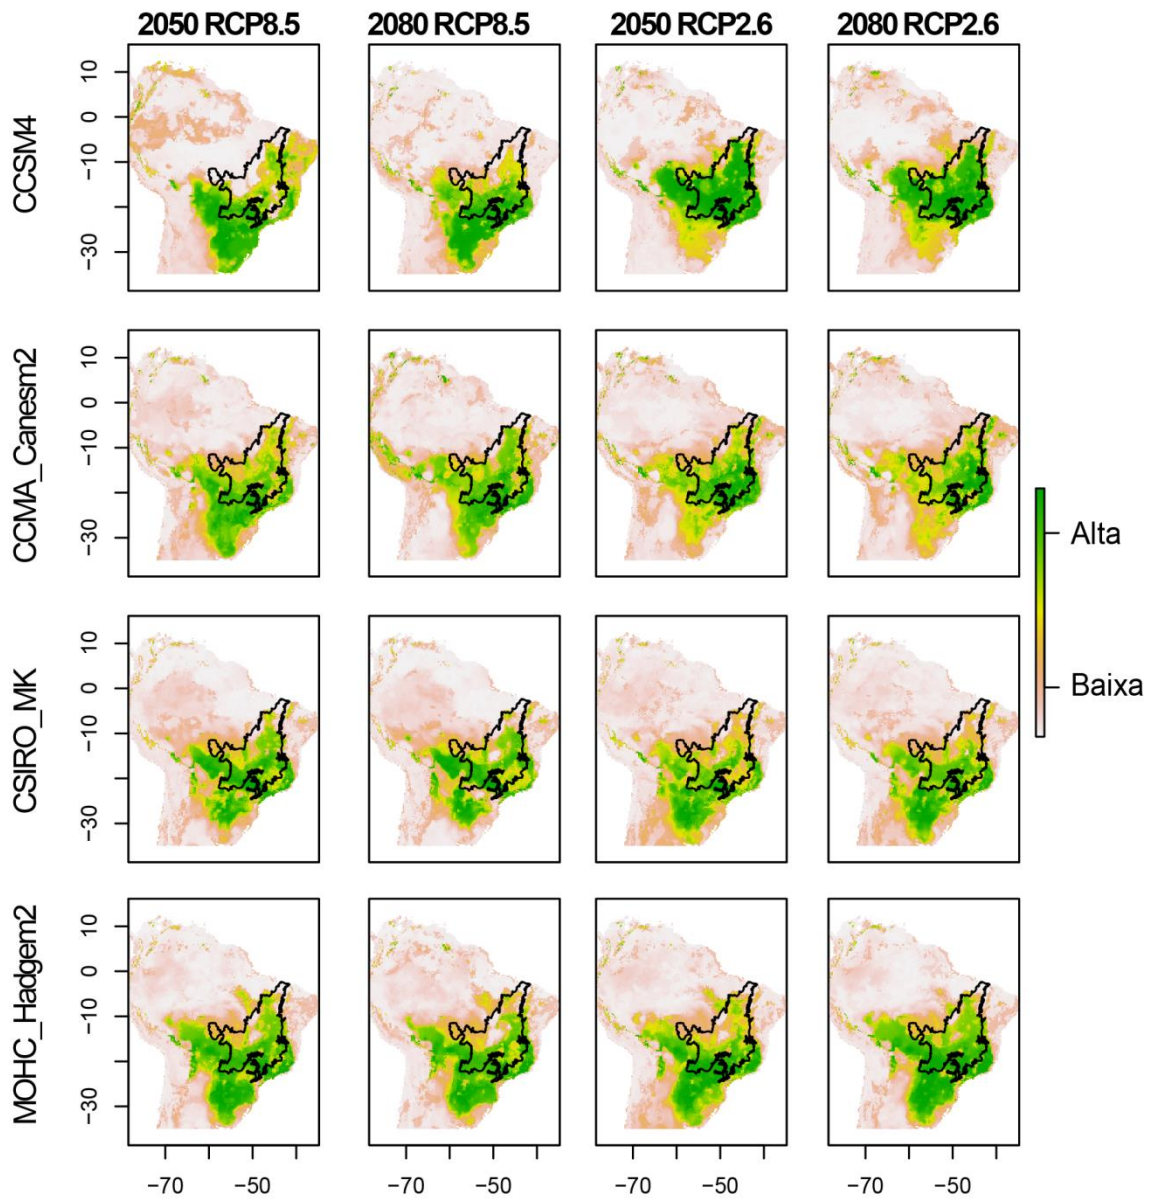 2050 RCP8.5 2080 RCP8.5 2050 RCP2.6 2080 RCP2.6
CCSM4
10
0
−10
−30
CCMA_Canesm2
10
0
−10
−30
Alta
Baixa
CSIRO_MK
10
0
−10
−30
MOHC_Hadgem2
10
0
−10
−30
−70 −50 −70 −50 −70 −50 −70 −50